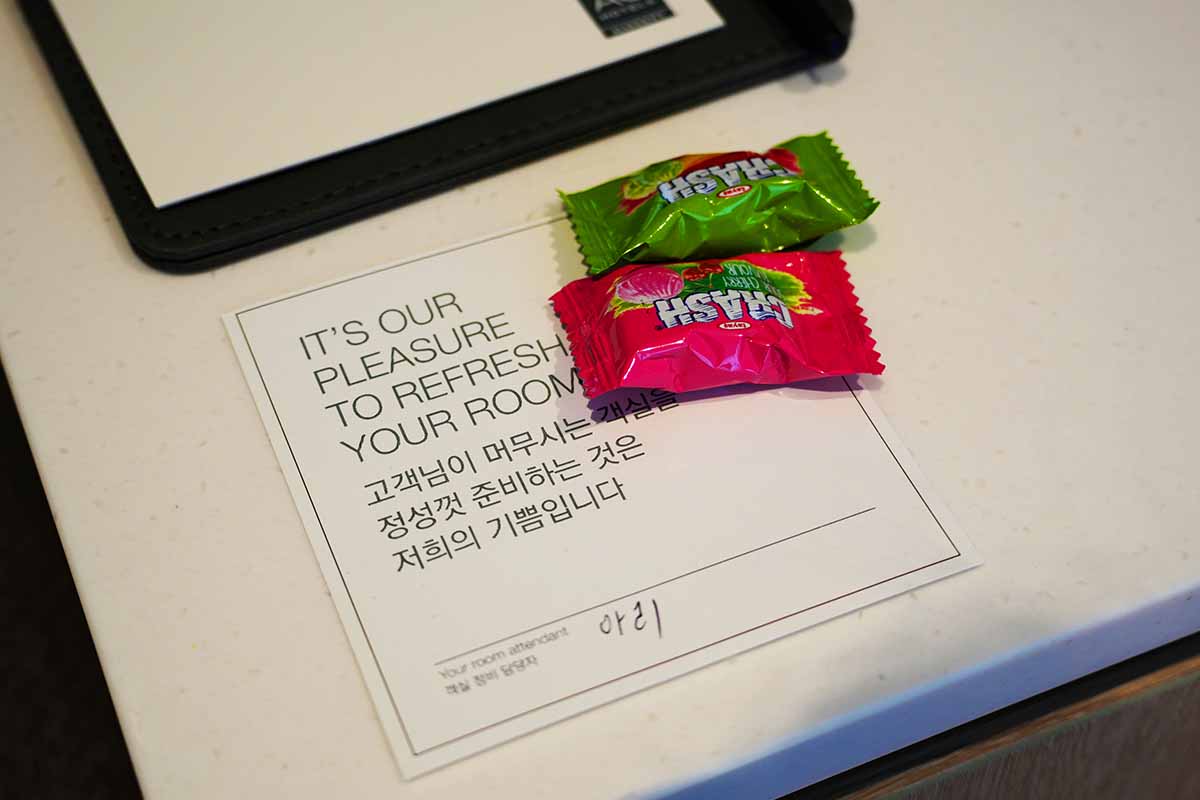 CRASH
CHERRY
CRASH
IT'S OUR
PLEASURE
TO REFRESH
YOUR ROOM
고객님이 머무시는 객실을
정성껏 준비하는 것은
저희의 기쁨입니다
Your room attendant 아리
객실 정비 담당자